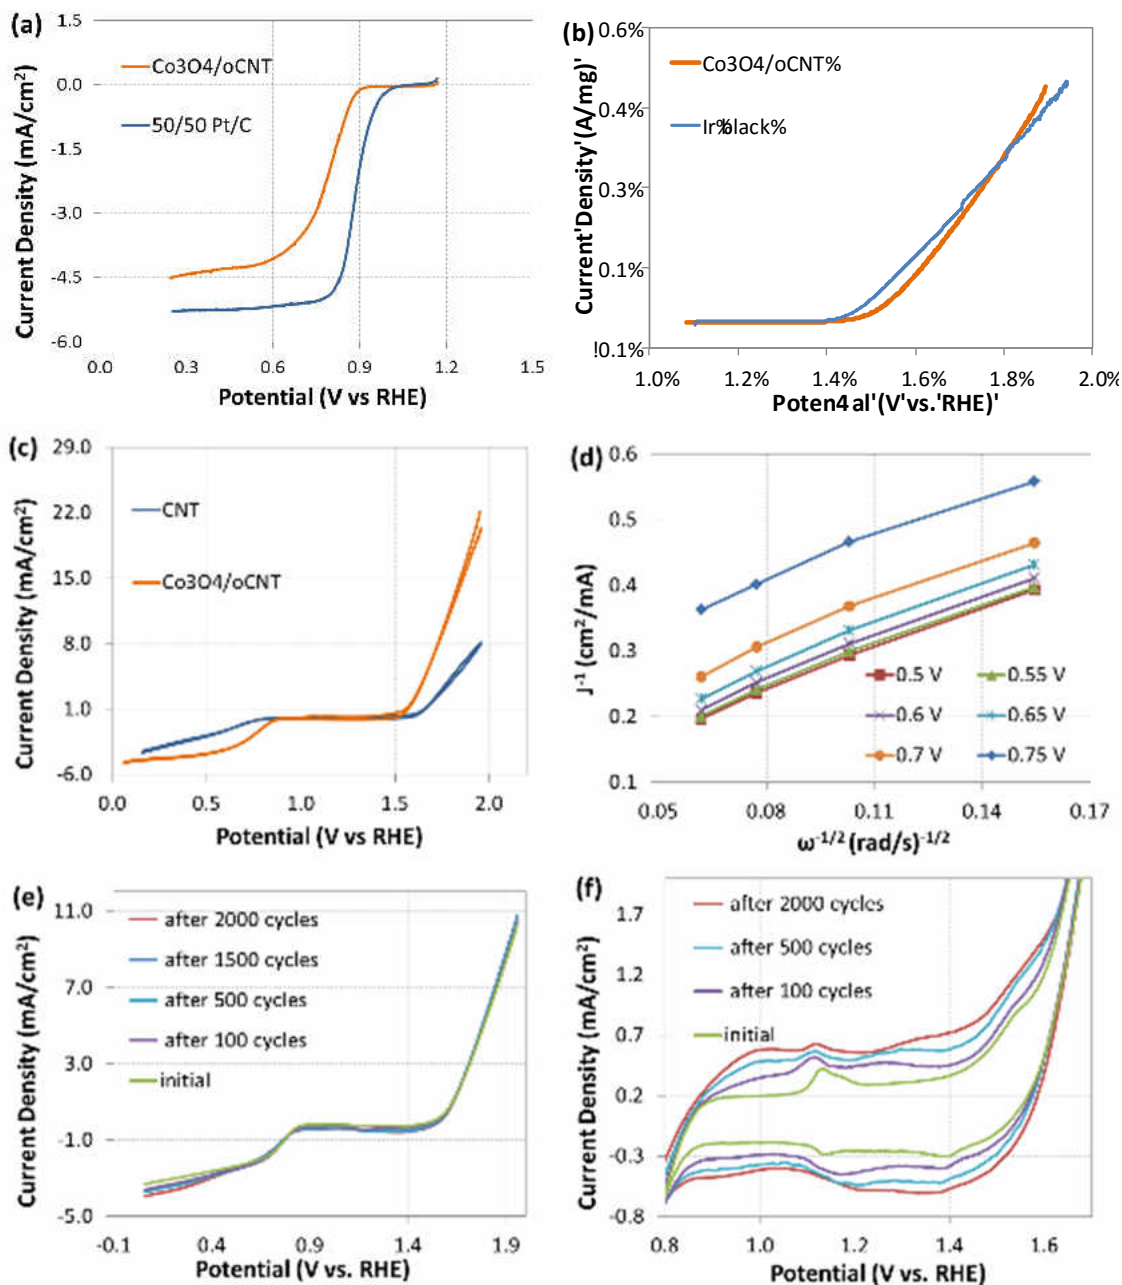 (a)
1.5
0.0
-1.5
-3.0
-4.5
-6.0
Current Density (mA/cm²)
Co3O4/oCNT
50/50 Pt/C
0.0 0.3 0.6 0.9 1.2 1.5
Potential (V vs RHE)
(b)
0.6%
0.4%
0.3%
0.1%
!0.1%
Current'Density'(A/mg)'
Co3O4/oCNT%
Ir%black%
1.0% 1.2% 1.4% 1.6% 1.8% 2.0%
Poten4al'(V'vs.'RHE)'
(c)
29.0
22.0
15.0
8.0
1.0
-6.0
Current Density (mA/cm²)
CNT
Co3O4/oCNT
0.0 0.5 1.0 1.5 2.0
Potential (V vs RHE)
(d)
0.6
0.5
0.4
0.3
0.2
0.1
J⁻¹ (cm²/mA)
0.5 V 0.55 V
0.6 V 0.65 V
0.7 V 0.75 V
0.05 0.08 0.11 0.14 0.17
ω⁻¹/² (rad/s)⁻¹/²
(e)
11.0
7.0
3.0
-1.0
-5.0
Current Density (mA/cm²)
after 2000 cycles
after 1500 cycles
after 500 cycles
after 100 cycles
initial
-0.1 0.4 0.9 1.4 1.9
Potential (V vs. RHE)
(f)
1.7
1.2
0.7
0.2
-0.3
-0.8
Current Density (mA/cm²)
after 2000 cycles
after 500 cycles
after 100 cycles
initial
0.8 1.0 1.2 1.4 1.6
Potential (V vs. RHE)